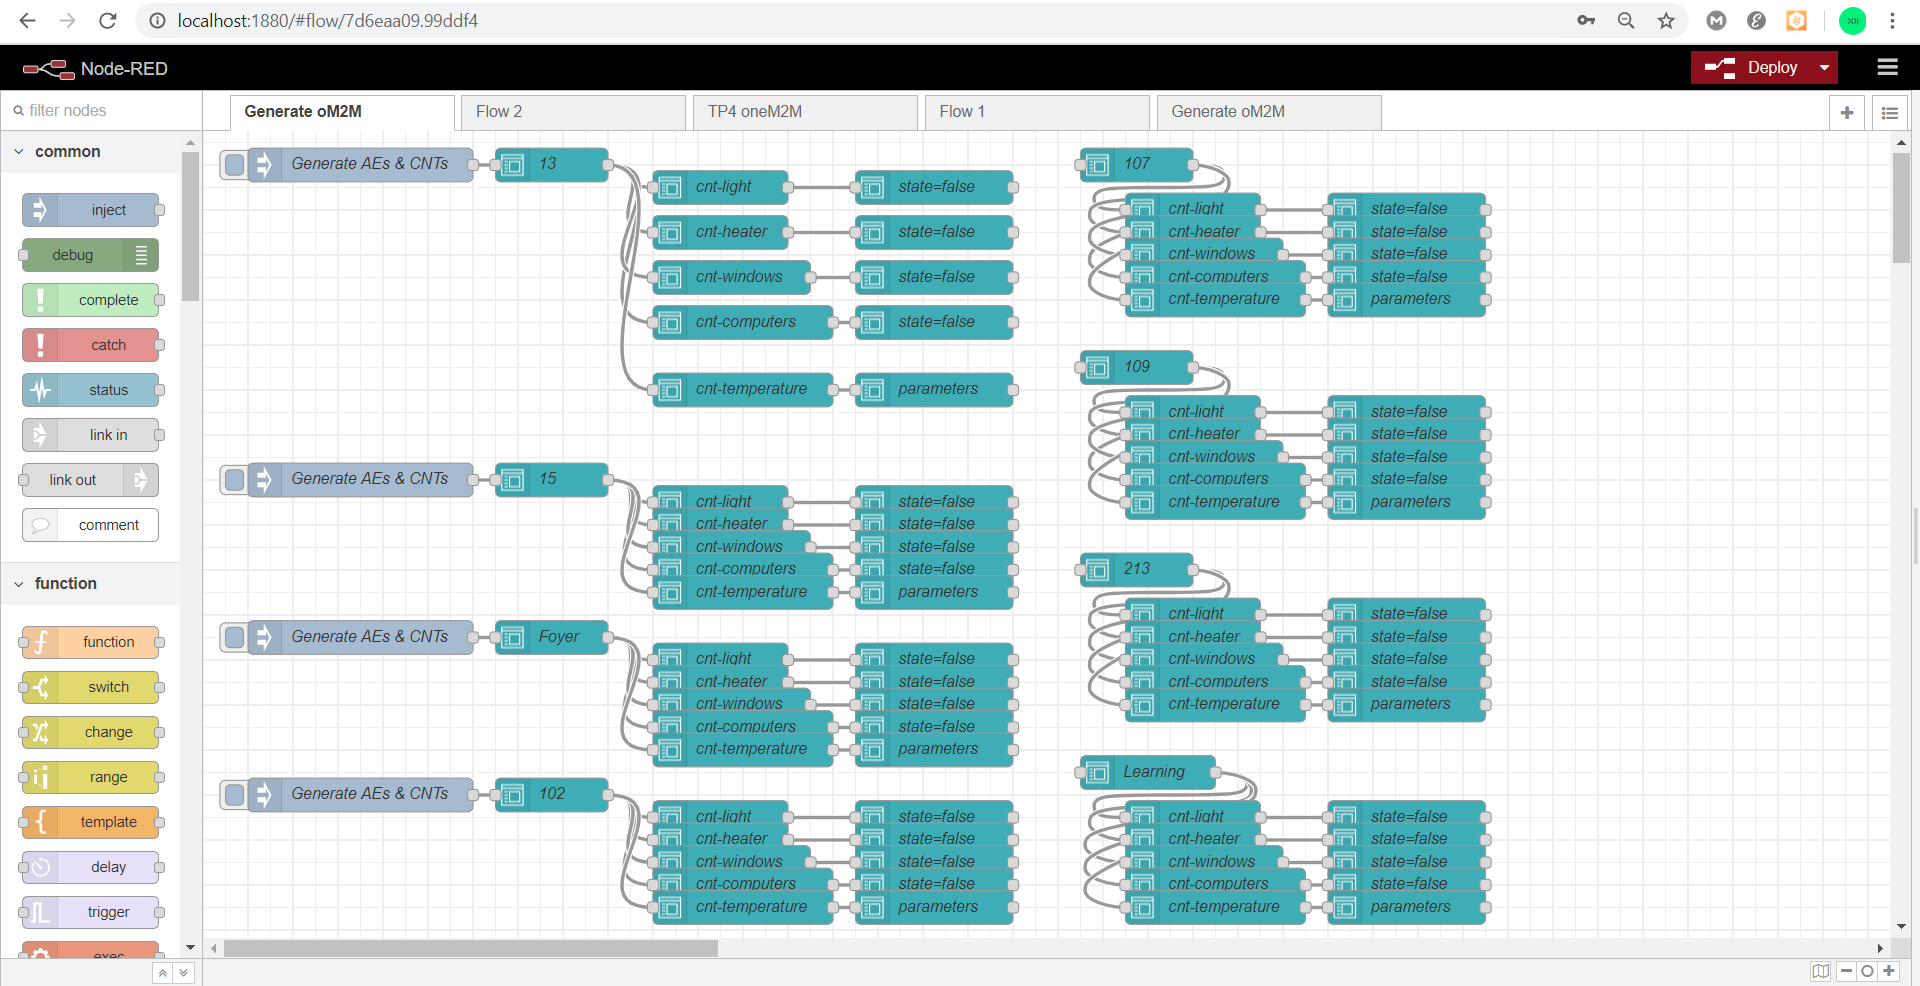 localhost:1880/#flow/7d6eaa09.99ddf4
Node-RED
Deploy
filter nodes
Generate oM2M
Flow 2
TP4 oneM2M
Flow 1
Generate oM2M
common
inject
debug
complete
catch
status
link in
link out
comment
function
function
switch
change
range
template
delay
trigger
exec
Generate AEs & CNTs
13
cnt-light
state=false
cnt-heater
state=false
cnt-windows
state=false
cnt-computers
state=false
cnt-temperature
parameters
Generate AEs & CNTs
15
cnt-light
state=false
cnt-heater
state=false
cnt-windows
state=false
cnt-computers
state=false
cnt-temperature
parameters
Generate AEs & CNTs
Foyer
cnt-light
state=false
cnt-heater
state=false
cnt-windows
state=false
cnt-computers
state=false
cnt-temperature
parameters
Generate AEs & CNTs
102
cnt-light
state=false
cnt-heater
state=false
cnt-windows
state=false
cnt-computers
state=false
cnt-temperature
parameters
107
cnt-light
state=false
cnt-heater
state=false
cnt-windows
state=false
cnt-computers
state=false
cnt-temperature
parameters
109
cnt-light
state=false
cnt-heater
state=false
cnt-windows
state=false
cnt-computers
state=false
cnt-temperature
parameters
213
cnt-light
state=false
cnt-heater
state=false
cnt-windows
state=false
cnt-computers
state=false
cnt-temperature
parameters
Learning
cnt-light
state=false
cnt-heater
state=false
cnt-windows
state=false
cnt-computers
state=false
cnt-temperature
parameters